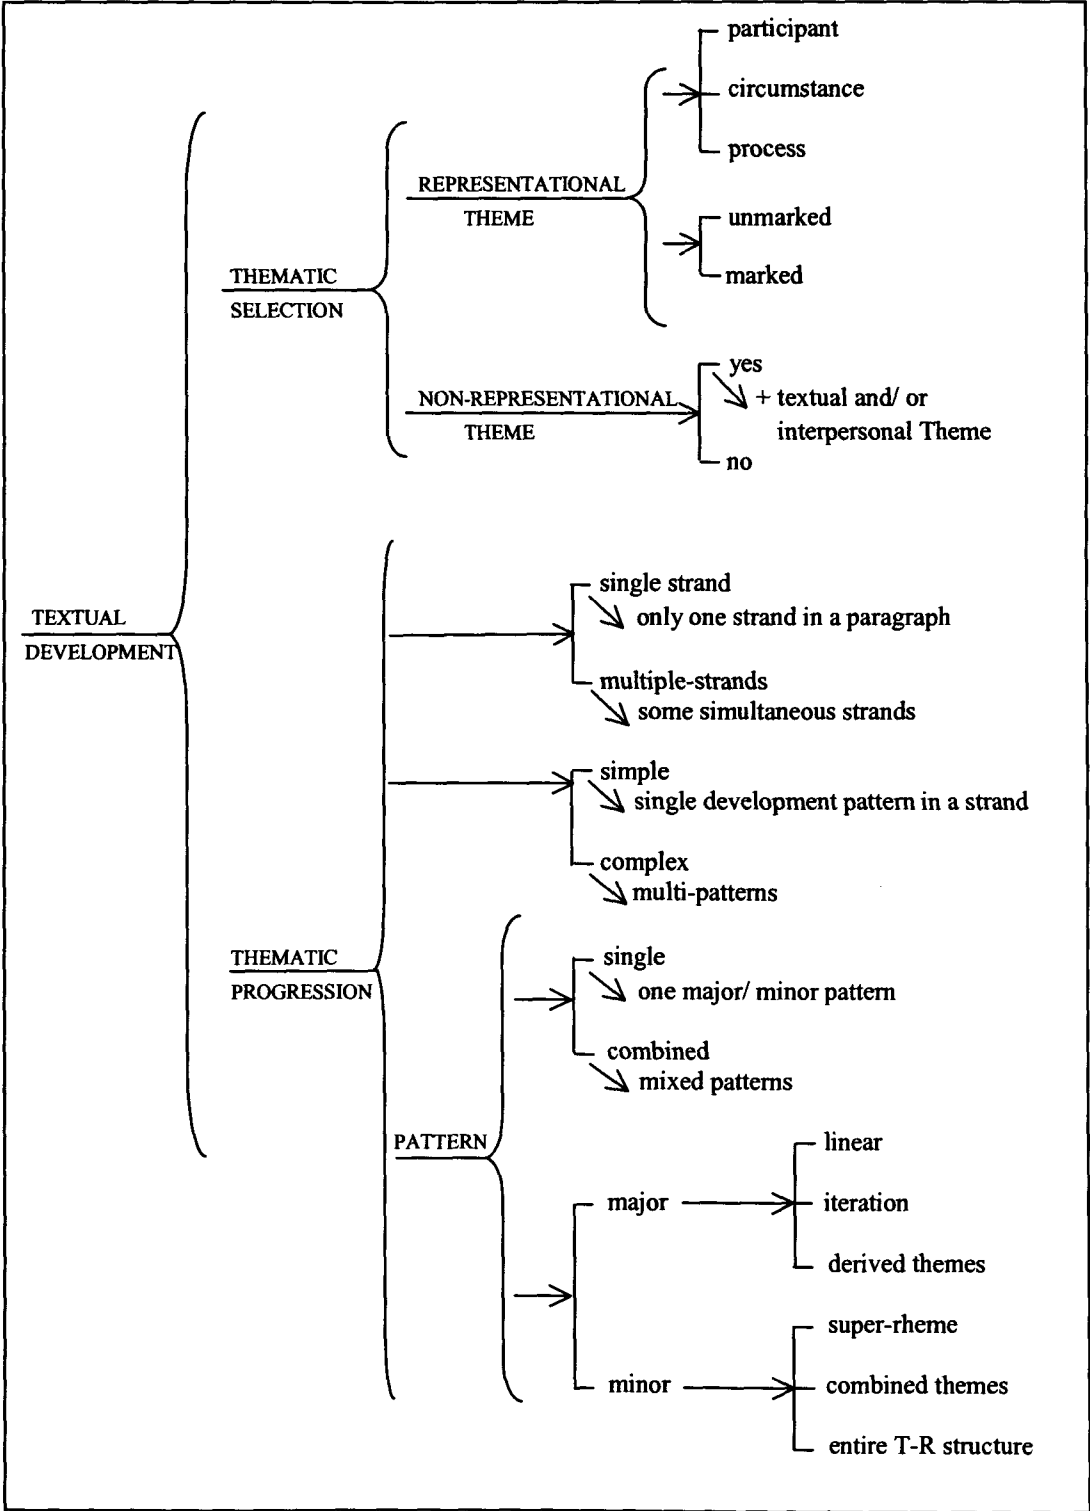 participant
circumstance
process
REPRESENTATIONAL
THEME
unmarked
marked
THEMATIC
SELECTION
yes
+ textual and/ or
interpersonal Theme
NON-REPRESENTATIONAL
THEME
no
TEXTUAL
DEVELOPMENT
single strand
only one strand in a paragraph
multiple-strands
some simultaneous strands
simple
single development pattern in a strand
complex
multi-patterns
THEMATIC
PROGRESSION
single
one major/ minor pattern
combined
mixed patterns
PATTERN
linear
major
iteration
derived themes
super-rheme
minor
combined themes
entire T-R structure